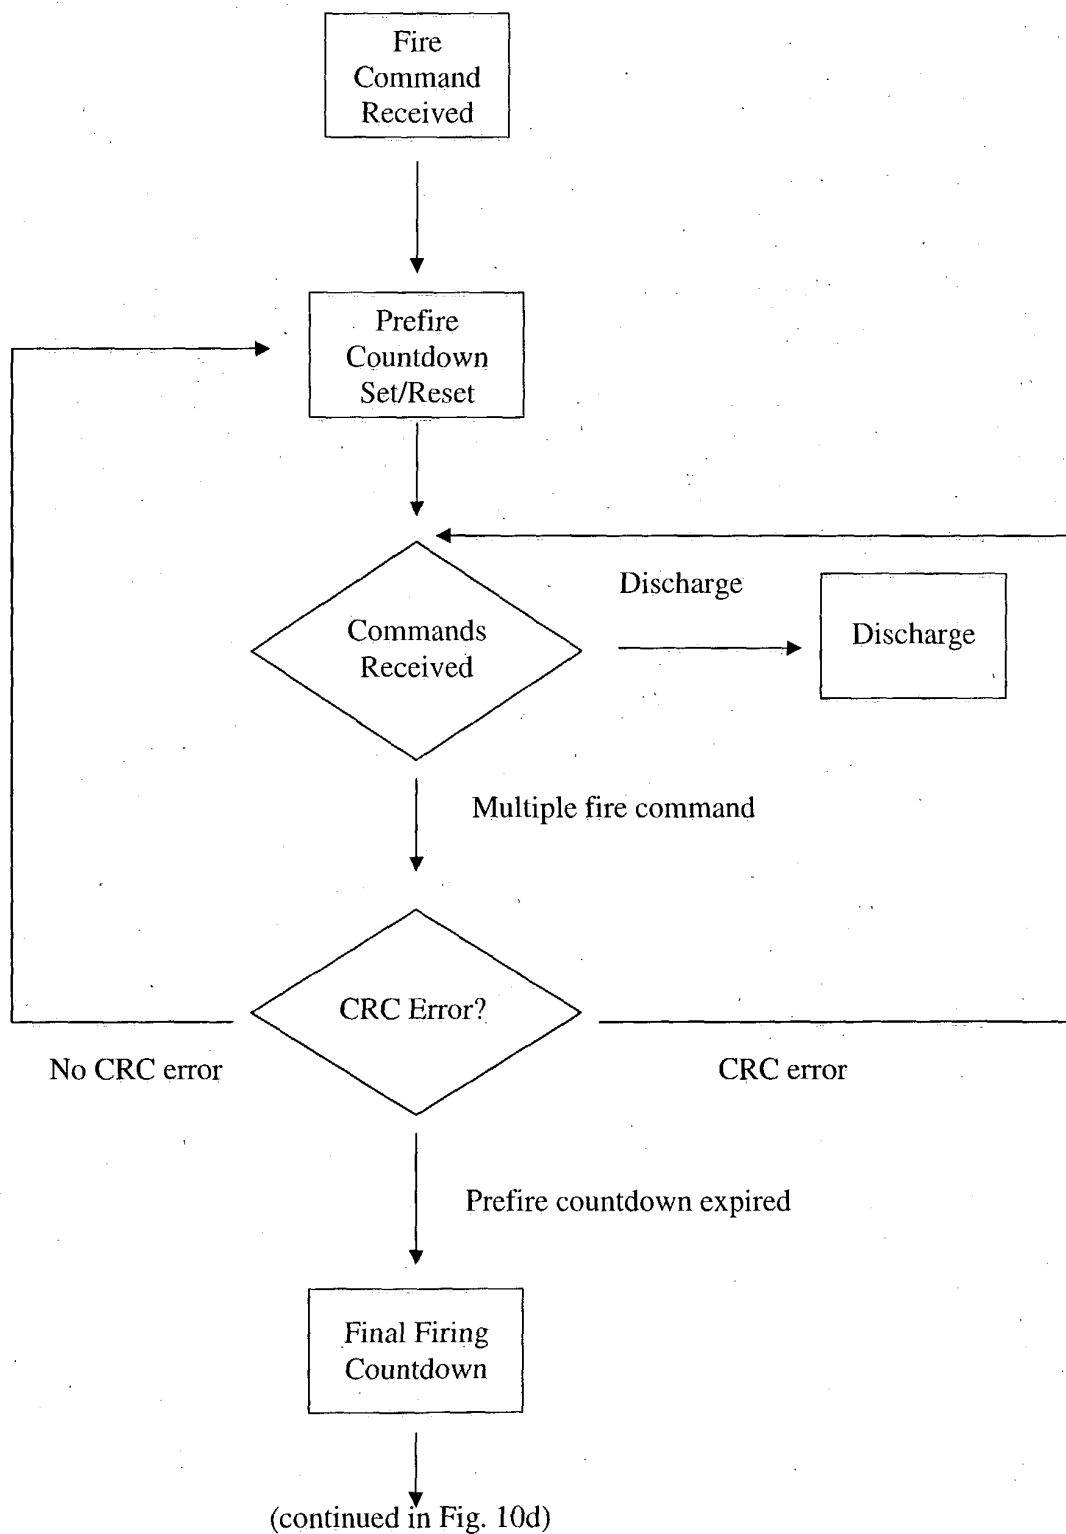 Fire
Command
Received
Prefire
Countdown
Set/Reset
Discharge
Commands
Received
Discharge
Multiple fire command
CRC Error?
No CRC error
CRC error
Prefire countdown expired
Final Firing
Countdown
(continued in Fig. 10d)